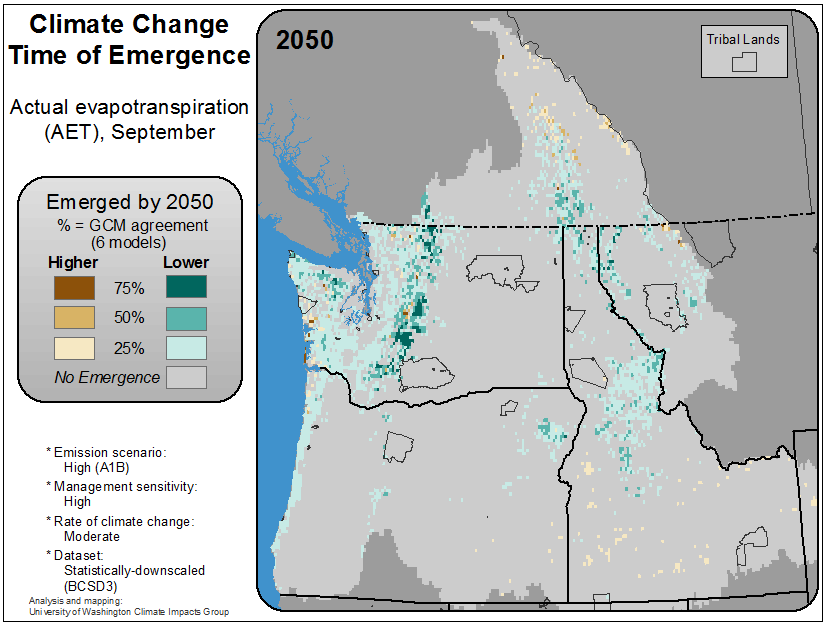 Climate Change
Time of Emergence
Actual evapotranspiration
(AET), September
Emerged by 2050
% = GCM agreement
(6 models)
Higher Lower
75%
50%
25%
No Emergence
* Emission scenario:
High (A1B)
* Management sensitivity:
High
* Rate of climate change:
Moderate
* Dataset:
Statistically-downscaled
(BCSD3)
Analysis and mapping:
University of Washington Climate Impacts Group
2050
Tribal Lands